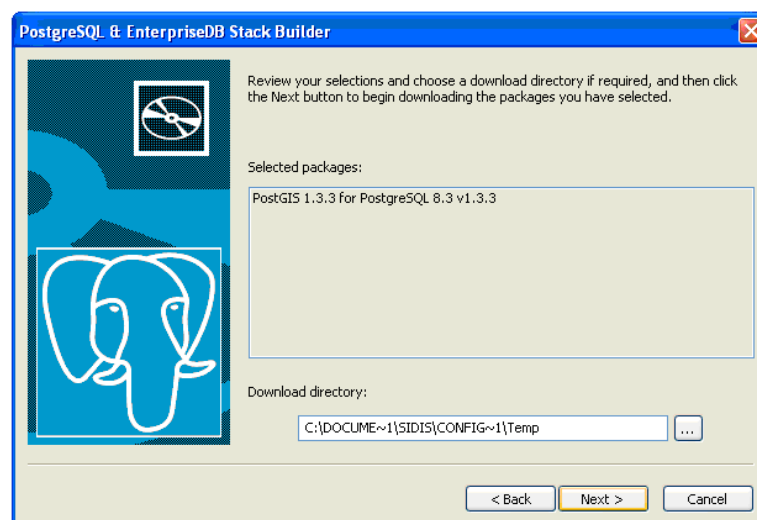 PostgreSQL & EnterpriseDB Stack Builder
Review your selections and choose a download directory if required, and then click
the Next button to begin downloading the packages you have selected.
Selected packages:
PostGIS 1.3.3 for PostgreSQL 8.3 v1.3.3
Download directory:
C:\DOCUME~1\SIDIS\CONFIG~1\Temp
...
< Back
Next >
Cancel